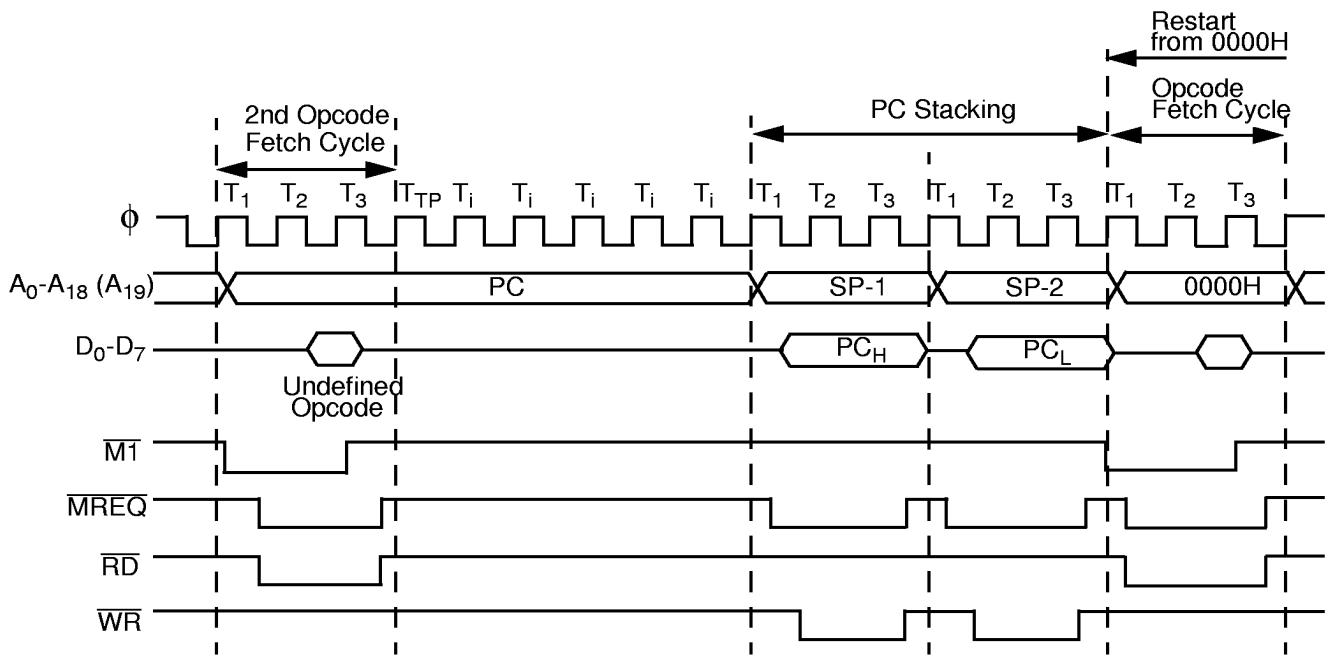 Restart
from 0000H
2nd Opcode
Fetch Cycle
PC Stacking
Opcode
Fetch Cycle
T1 T2 T3 TTP Ti Ti Ti Ti Ti T1 T2 T3 T1 T2 T3 T1 T2 T3
ϕ
A0-A18 (A19) PC SP-1 SP-2 0000H
D0-D7 PCH PCL
Undefined
Opcode
M1
MREQ
RD
WR